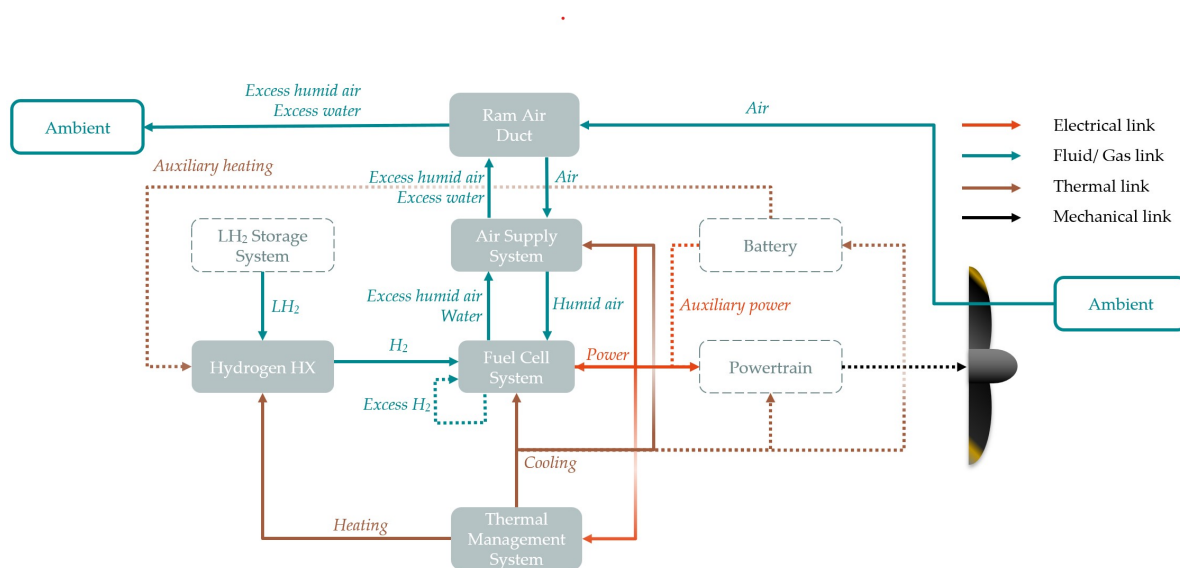 Excess humid air
Excess water
Ambient
Ram Air
Duct
Air
Electrical link
Fluid/ Gas link
Thermal link
Mechanical link
Auxiliary heating
Excess humid air
Excess water
Air
LH₂ Storage
System
Air Supply
System
Battery
LH₂
Excess humid air
Water
Humid air
Auxiliary power
Ambient
H₂
Hydrogen HX
Fuel Cell
System
Power
Powertrain
Excess H₂
Cooling
Heating
Thermal
Management
System